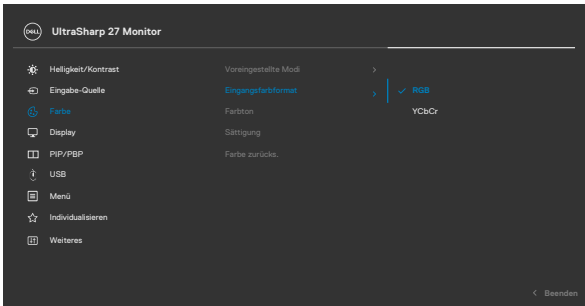 DELL UltraSharp 27 Monitor
Helligkeit/Kontrast Voreingestellte Modi
Eingabe-Quelle Eingangsfarbformat RGB
Farbe Farbton YCbCr
Display Sättigung
PIP/PBP Farbe zurücks.
USB
Menü
Individualisieren
Weiteres
Beenden